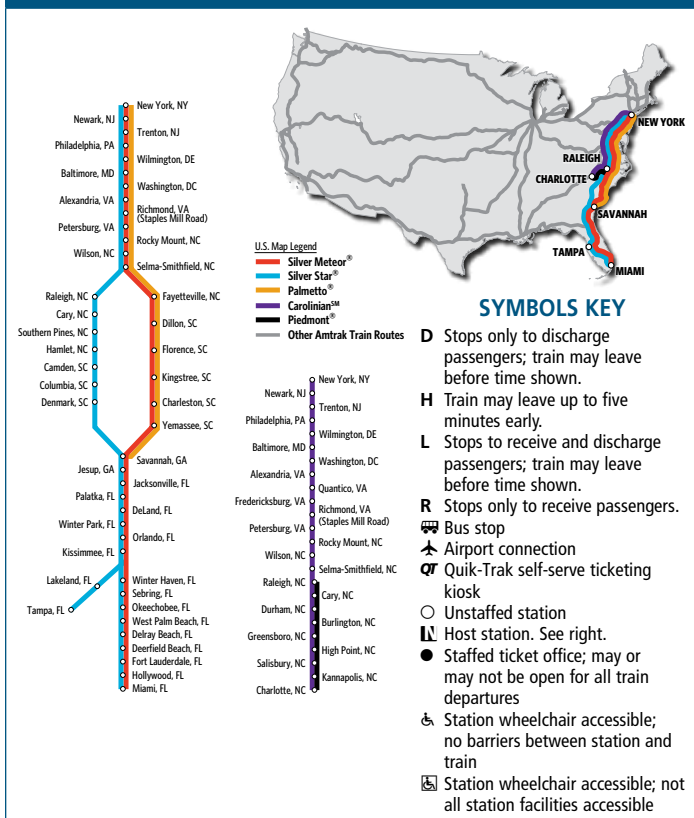 NEW YORK
RALEIGH
CHARLOTTE
SAVANNAH
TAMPA
MIAMI
New York, NY
Newark, NJ
Trenton, NJ
Philadelphia, PA
Wilmington, DE
Baltimore, MD
Washington, DC
Alexandria, VA
Richmond, VA
(Staples Mill Road)
Petersburg, VA
Rocky Mount, NC
Wilson, NC
Selma-Smithfield, NC
Raleigh, NC
Fayetteville, NC
Cary, NC
Dillon, SC
Southern Pines, NC
Hamlet, NC
Florence, SC
Camden, SC
Kingstree, SC
Columbia, SC
Denmark, SC
Charleston, SC
Yemassee, SC
Savannah, GA
Jesup, GA
Jacksonville, FL
Palatka, FL
DeLand, FL
Winter Park, FL
Orlando, FL
Kissimmee, FL
Lakeland, FL
Winter Haven, FL
Sebring, FL
Tampa, FL
Okeechobee, FL
West Palm Beach, FL
Delray Beach, FL
Deerfield Beach, FL
Fort Lauderdale, FL
Hollywood, FL
Miami, FL
U.S. Map Legend
Silver Meteor®
Silver Star®
Palmetto®
Carolinian℠
Piedmont®
Other Amtrak Train Routes
New York, NY
Newark, NJ
Trenton, NJ
Philadelphia, PA
Wilmington, DE
Baltimore, MD
Washington, DC
Alexandria, VA
Quantico, VA
Fredericksburg, VA
Richmond, VA
(Staples Mill Road)
Petersburg, VA
Rocky Mount, NC
Wilson, NC
Selma-Smithfield, NC
Raleigh, NC
Cary, NC
Durham, NC
Burlington, NC
Greensboro, NC
High Point, NC
Salisbury, NC
Kannapolis, NC
Charlotte, NC
SYMBOLS KEY
D Stops only to discharge
passengers; train may leave
before time shown.
H Train may leave up to five
minutes early.
L Stops to receive and discharge
passengers; train may leave
before time shown.
R Stops only to receive passengers.
Bus stop
Airport connection
QT Quik-Trak self-serve ticketing
kiosk
Unstaffed station
N Host station. See right.
Staffed ticket office; may or
may not be open for all train
departures
Station wheelchair accessible;
no barriers between station and
train
Station wheelchair accessible; not
all station facilities accessible